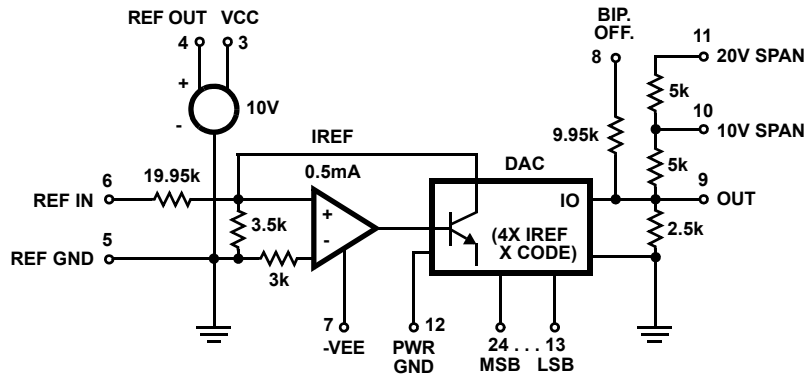 REF OUT VCC
4 3
+
-
10V
BIP.
OFF.
8
11
20V SPAN
5k
10
10V SPAN
9.95k
5k
9
OUT
2.5k
IREF
0.5mA
DAC
6
REF IN
19.95k
+
-
IO
(4X IREF
X CODE)
3.5k
5
REF GND
3k
7
-VEE
12
PWR
GND
24 . . . 13
MSB LSB